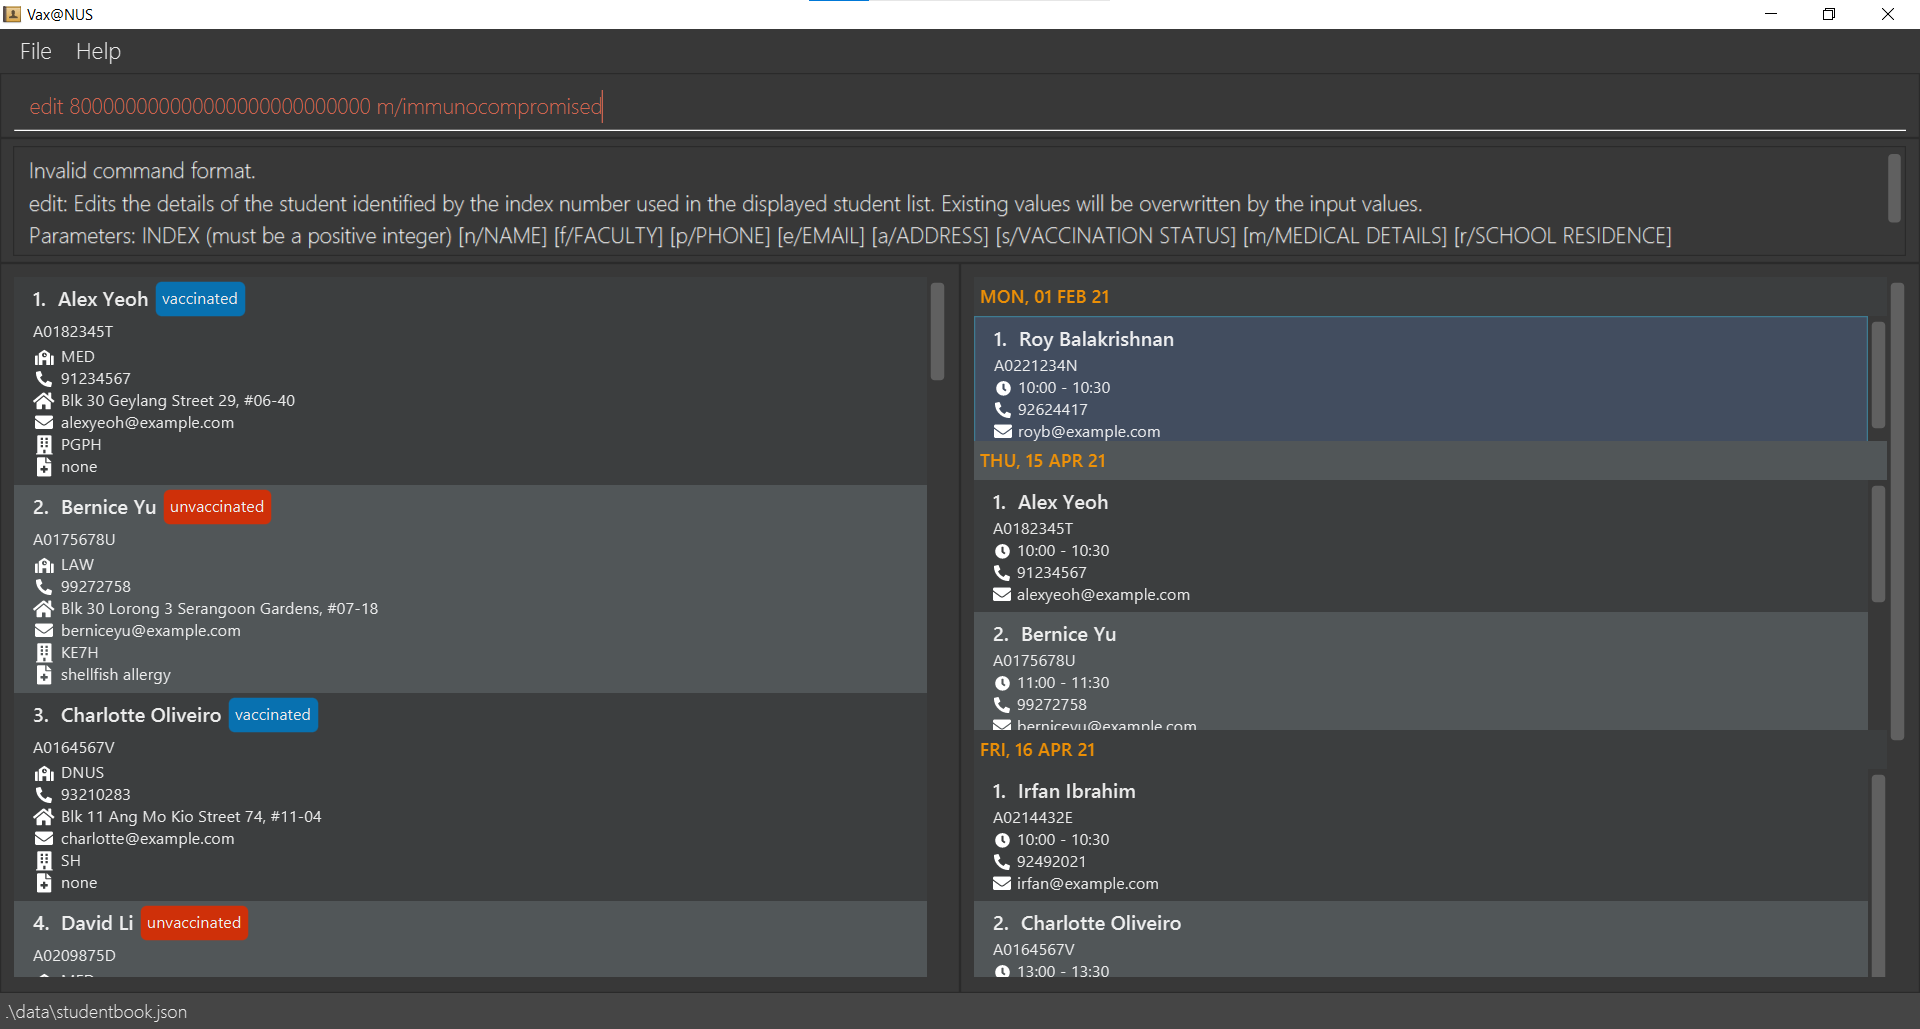 Vax@NUS
File Help
edit 800000000000000000000000000 m/immunocompromised
Invalid command format.
edit: Edits the details of the student identified by the index number used in the displayed student list. Existing values will be overwritten by the input values.
Parameters: INDEX (must be a positive integer) [n/NAME] [f/FACULTY] [p/PHONE] [e/EMAIL] [a/ADDRESS] [s/VACCINATION STATUS] [m/MEDICAL DETAILS] [r/SCHOOL RESIDENCE]
1. Alex Yeoh vaccinated
A0182345T
MED
91234567
Blk 30 Geylang Street 29, #06-40
alexyeoh@example.com
PGPH
none
2. Bernice Yu unvaccinated
A0175678U
LAW
99272758
Blk 30 Lorong 3 Serangoon Gardens, #07-18
berniceyu@example.com
KE7H
shellfish allergy
3. Charlotte Oliveiro vaccinated
A0164567V
DNUS
93210283
Blk 11 Ang Mo Kio Street 74, #11-04
charlotte@example.com
SH
none
4. David Li unvaccinated
A0209875D
MON, 01 FEB 21
1. Roy Balakrishnan
A0221234N
10:00 - 10:30
92624417
royb@example.com
THU, 15 APR 21
1. Alex Yeoh
A0182345T
10:00 - 10:30
91234567
alexyeoh@example.com
2. Bernice Yu
A0175678U
11:00 - 11:30
99272758
berniceyu@example.com
FRI, 16 APR 21
1. Irfan Ibrahim
A0214432E
10:00 - 10:30
92492021
irfan@example.com
2. Charlotte Oliveiro
A0164567V
13:00 - 13:30
.\data\studentbook.json